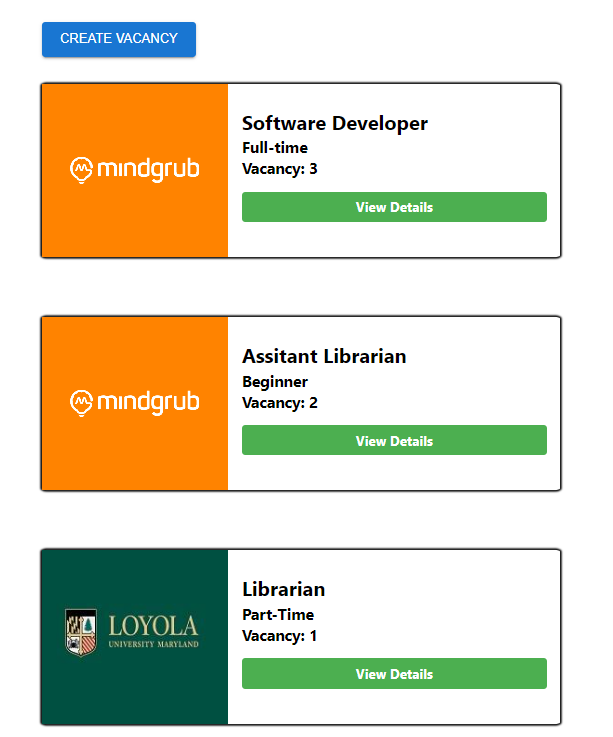 CREATE VACANCY
mindgrub
Software Developer
Full-time
Vacancy: 3
View Details
mindgrub
Assitant Librarian
Beginner
Vacancy: 2
View Details
LOYOLA
UNIVERSITY MARYLAND
Librarian
Part-Time
Vacancy: 1
View Details